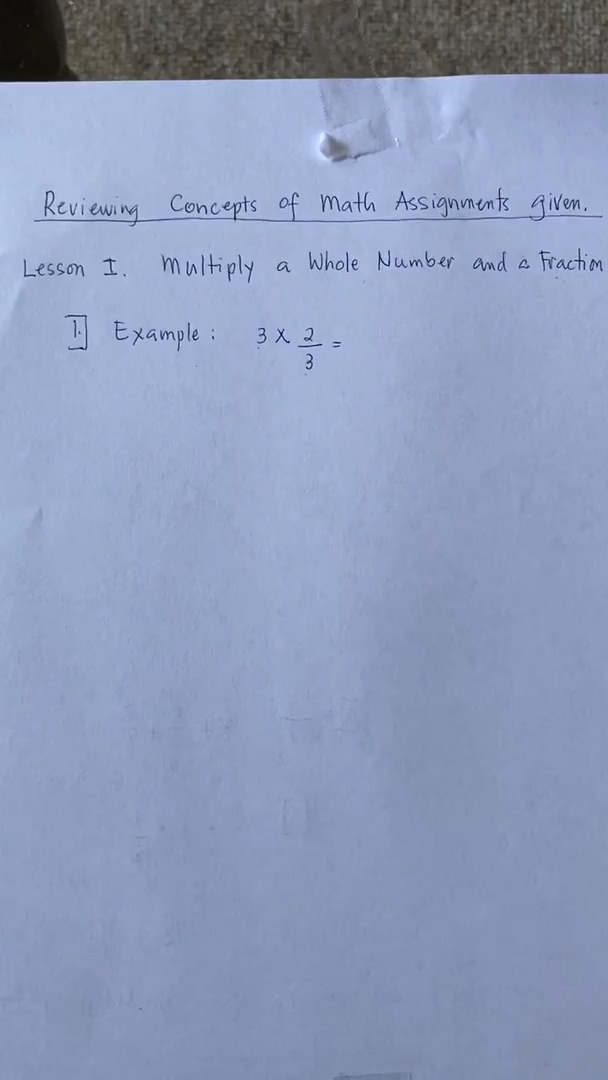 Reviewing Concepts of Math Assignments given.
Lesson I. Multiply a Whole Number and a Fraction
1. Example: 3 x 2/3 =